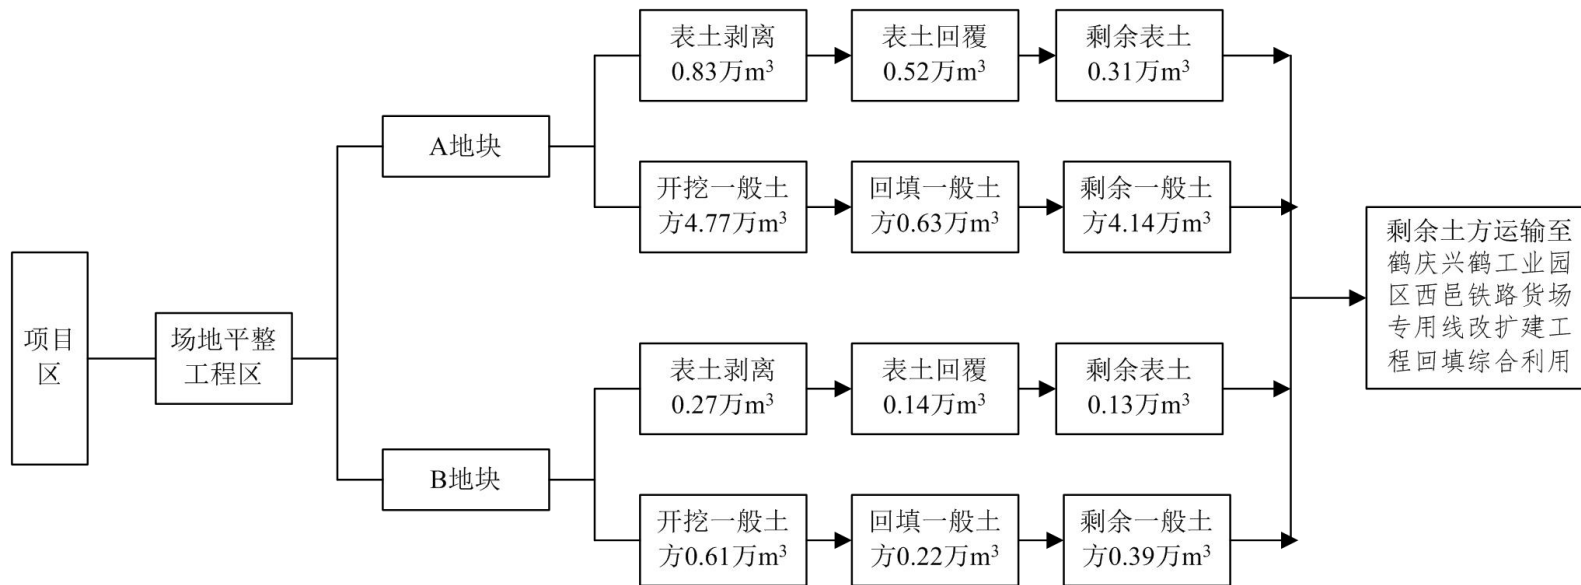 项目
区
场地平整
工程区
A地块
表土剥离
0.83万m³
表土回覆
0.52万m³
剩余表土
0.31万m³
开挖一般土
方4.77万m³
回填一般土
方0.63万m³
剩余一般土
方4.14万m³
B地块
表土剥离
0.27万m³
表土回覆
0.14万m³
剩余表土
0.13万m³
开挖一般土
方0.61万m³
回填一般土
方0.22万m³
剩余一般土
方0.39万m³
剩余土方运输至
鹤庆兴鹤工业园
区西邑铁路货场
专用线改扩建工
程回填综合利用